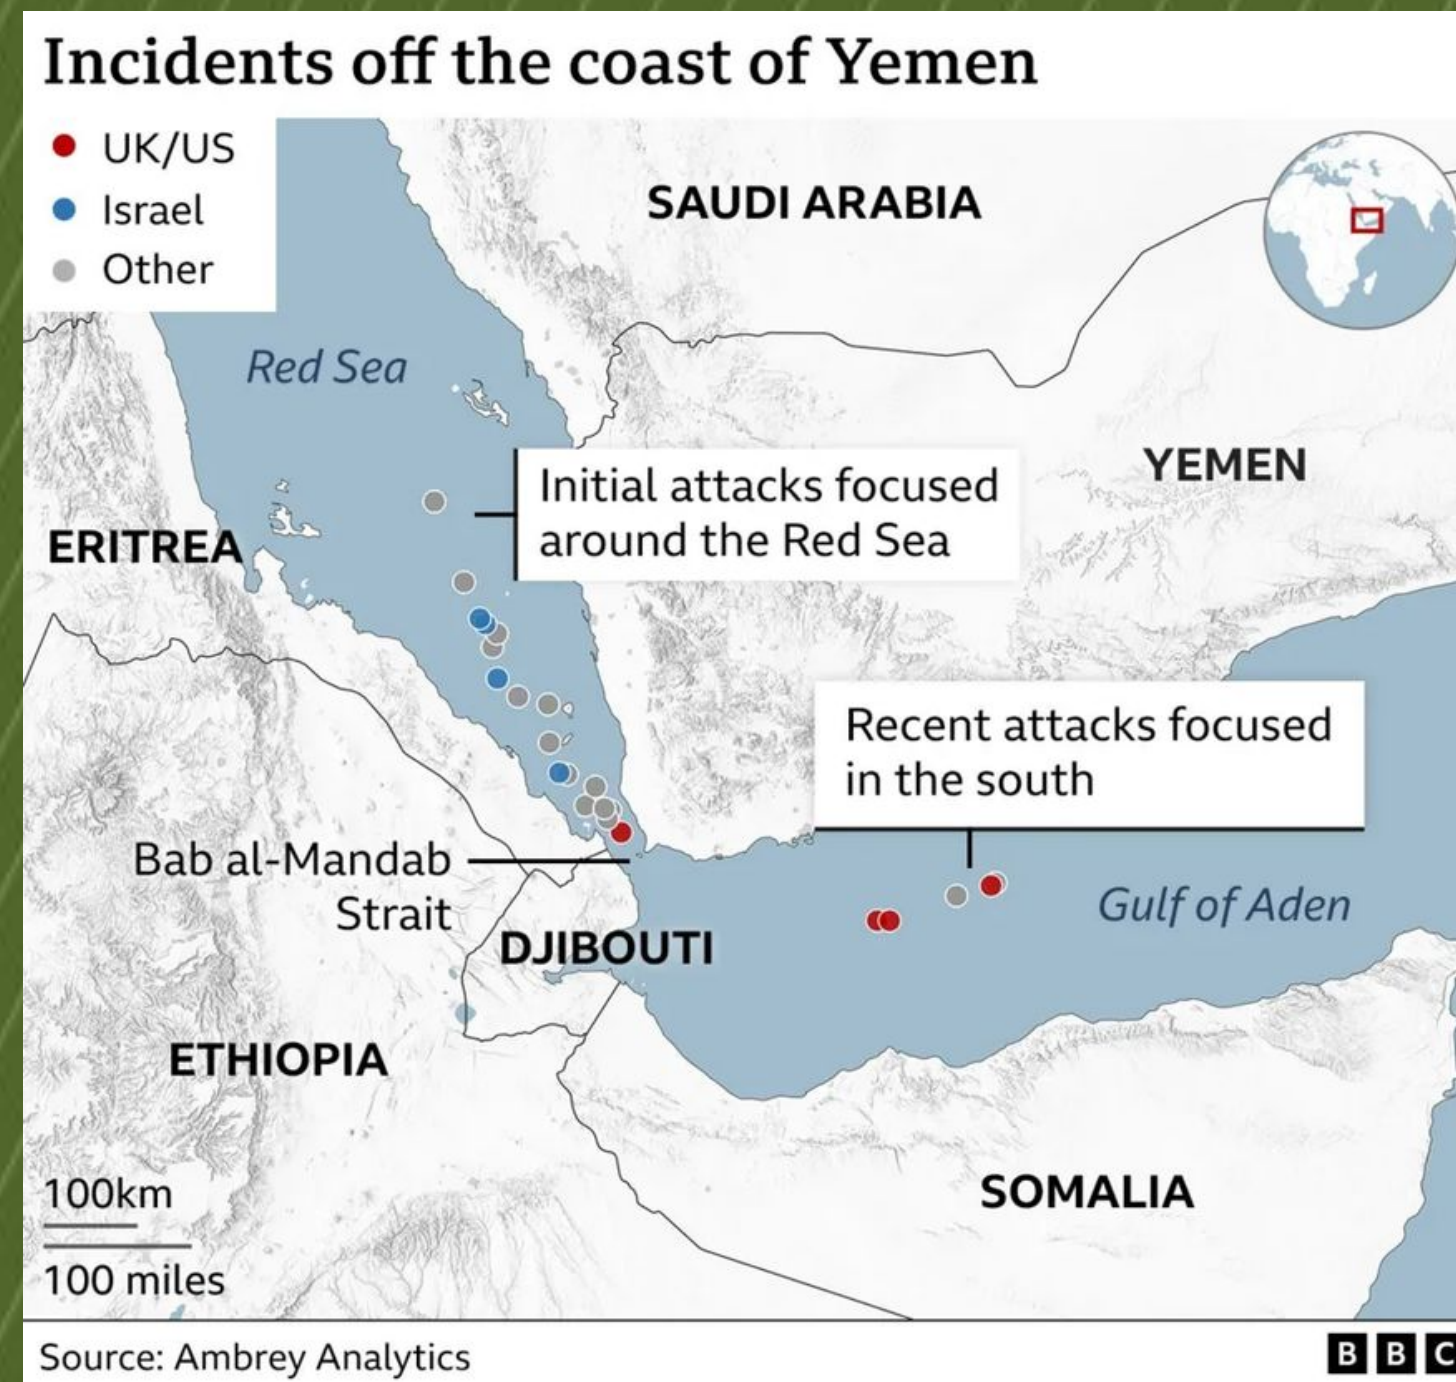 Incidents off the coast of Yemen
UK/US
Israel
Other
SAUDI ARABIA
Red Sea
YEMEN
Initial attacks focused
around the Red Sea
ERITREA
Recent attacks focused
in the south
Bab al-Mandab
Strait
Gulf of Aden
DJIBOUTI
ETHIOPIA
SOMALIA
100km
100 miles
Source: Ambrey Analytics
BBC